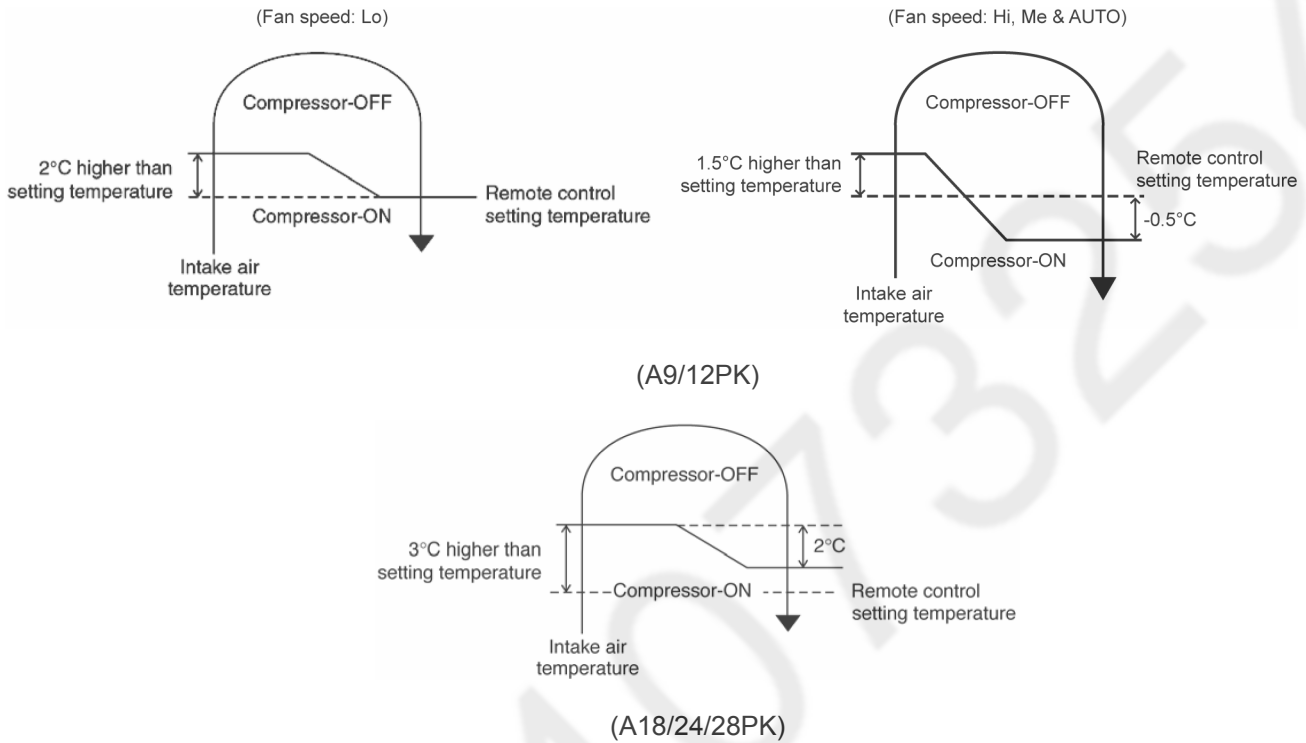 (Fan speed: Lo)
Compressor-OFF
2°C higher than
setting temperature
Compressor-ON
Remote control
setting temperature
Intake air
temperature
(Fan speed: Hi, Me & AUTO)
Compressor-OFF
1.5°C higher than
setting temperature
Remote control
setting temperature
-0.5°C
Compressor-ON
Intake air
temperature
(A9/12PK)
Compressor-OFF
3°C higher than
setting temperature
2°C
Compressor-ON
Remote control
setting temperature
Intake air
temperature
(A18/24/28PK)